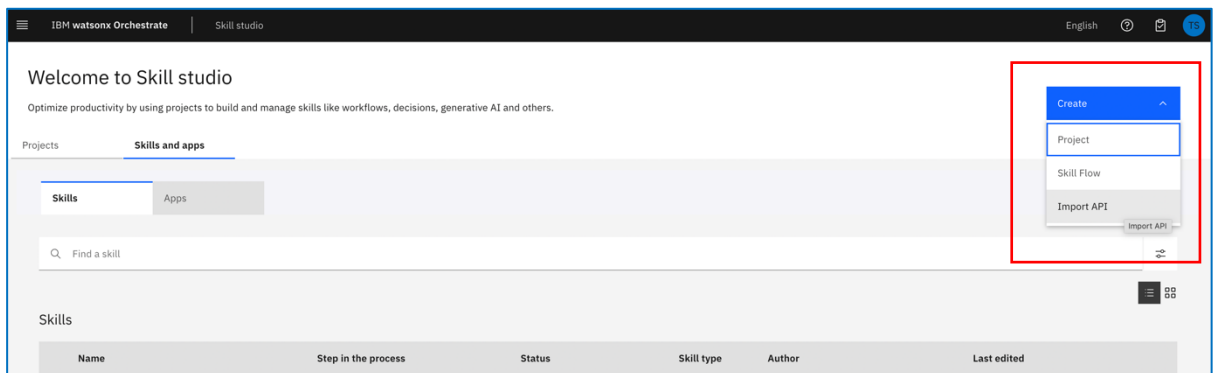 IBM watsonx Orchestrate Skill studio English TS
Welcome to Skill studio
Optimize productivity by using projects to build and manage skills like workflows, decisions, generative AI and others.
Create
Project
Skill Flow
Import API
Import API
Projects Skills and apps
Skills Apps
Find a skill
Skills
Name Step in the process Status Skill type Author Last edited